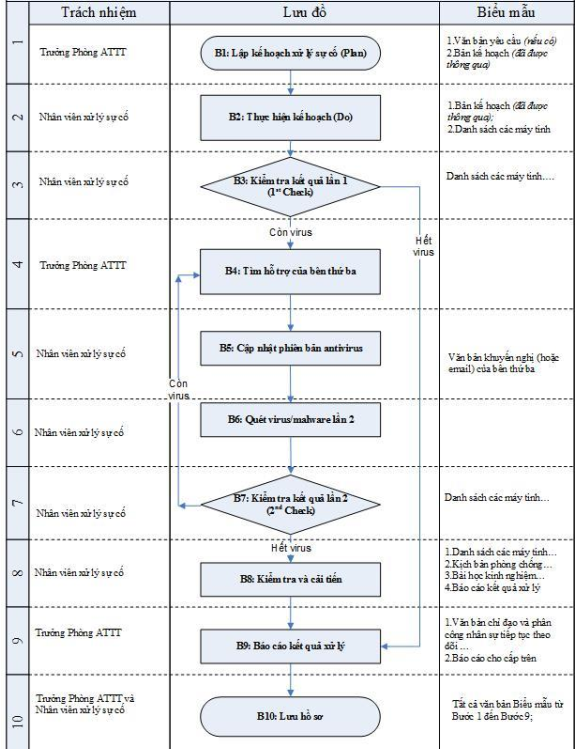 Trách nhiệm
Lưu đồ
Biểu mẫu
1
Trưởng Phòng ATTT
B1: Lập kế hoạch xử lý sự cố (Plan)
1.Văn bản yêu cầu (nếu có)
2.Bản kế hoạch (đã được
thông qua)
2
Nhân viên xử lý sự cố
B2: Thực hiện kế hoạch (Do)
1.Bản kế hoạch (đã được
thông qua);
2.Danh sách các máy tính
3
Nhân viên xử lý sự cố
B3: Kiểm tra kết quả lần 1
(1st Check)
Danh sách các máy tính….
Còn virus
Hết
virus
4
Trưởng Phòng ATTT
B4: Tìm hỗ trợ của bên thứ ba
5
Nhân viên xử lý sự cố
B5: Cập nhật phiên bản antivirus
Văn bản khuyến nghị (hoặc
email) của bên thứ ba
Còn
virus
6
Nhân viên xử lý sự cố
B6: Quét virus/malware lần 2
7
Nhân viên xử lý sự cố
B7: Kiểm tra kết quả lần 2
(2nd Check)
Danh sách các máy tính…
Hết virus
8
Nhân viên xử lý sự cố
B8: Kiểm tra và cải tiến
1.Danh sách các máy tính…
2.Kịch bản phòng chống…
3.Bài học kinh nghiệm…
4.Báo cáo kết quả xử lý
9
Trưởng Phòng ATTT
B9: Báo cáo kết quả xử lý
1.Văn bản chỉ đạo và phân
công nhân sự tiếp tục theo
dõi …
2.Báo cáo cho cấp trên
10
Trưởng Phòng ATTT và
Nhân viên xử lý sự cố
B10: Lưu hồ sơ
Tất cả văn bản Biểu mẫu từ
Bước 1 đến Bước 9;